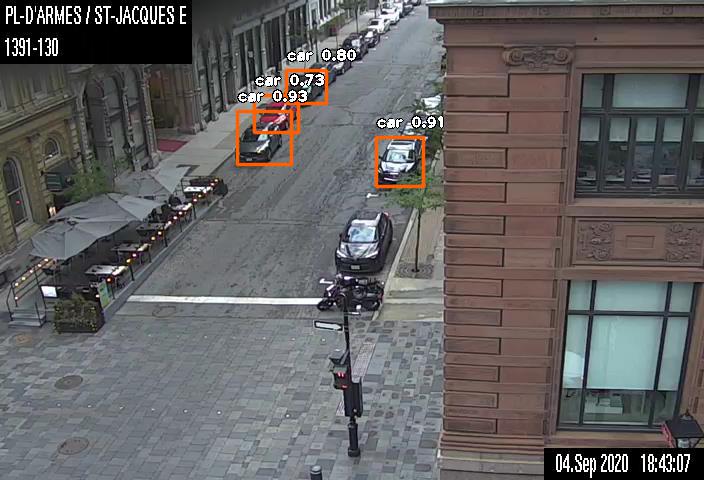 PL-D'ARMES / ST-JACQUES E
1391-130
car 0.80
car 0.73
car 0.93
car 0.91
04.Sep 2020 18:43:07